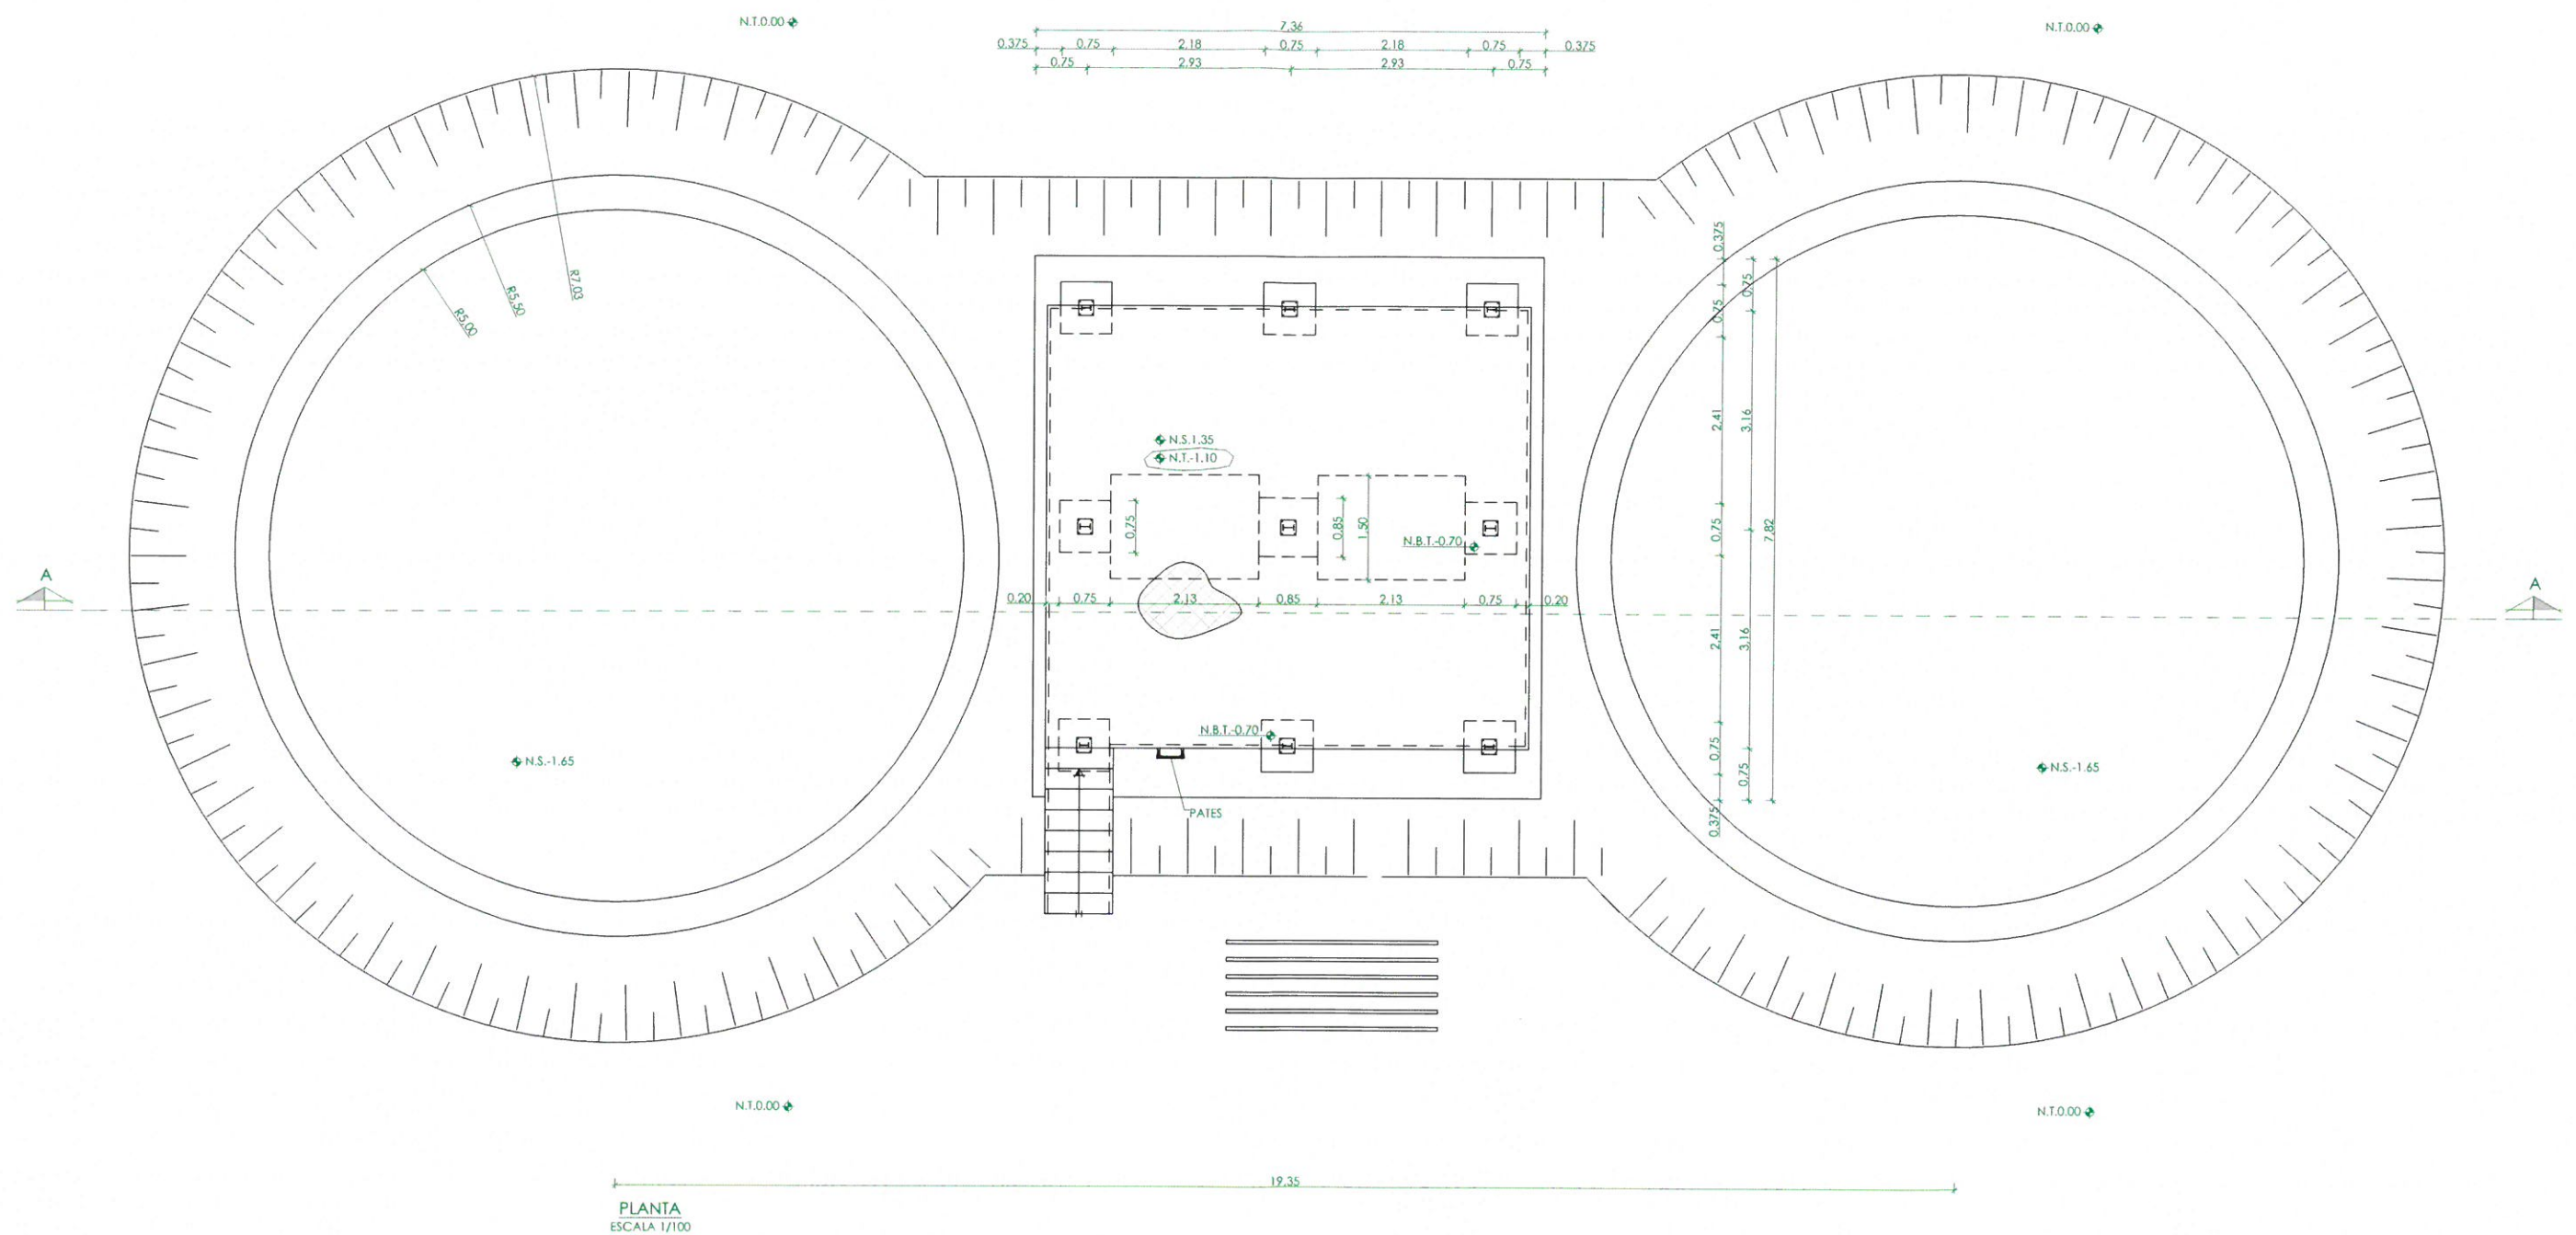 N.T.0.00
N.T.0.00
7,36
0.375 0.75 2.18 0.75 2.18 0.75 0.375
0.75 2.93 2.93 0.75
R7,03
R5,50
R5,00
0.375
0.75
0.75
2,41
3,16
N.S.1.35
N.T.-1.10
0.75
0.85
1,50
N.B.T.-0.70
0.75
7,82
A
A
0.20 0.75 2.13 0.85 2.13 0.75 0.20
2,41
3,16
N.B.T.-0.70
0.75
0.75
N.S.-1.65
N.S.-1.65
PATES
0.375
N.T.0.00
N.T.0.00
19,35
PLANTA
ESCALA 1/100